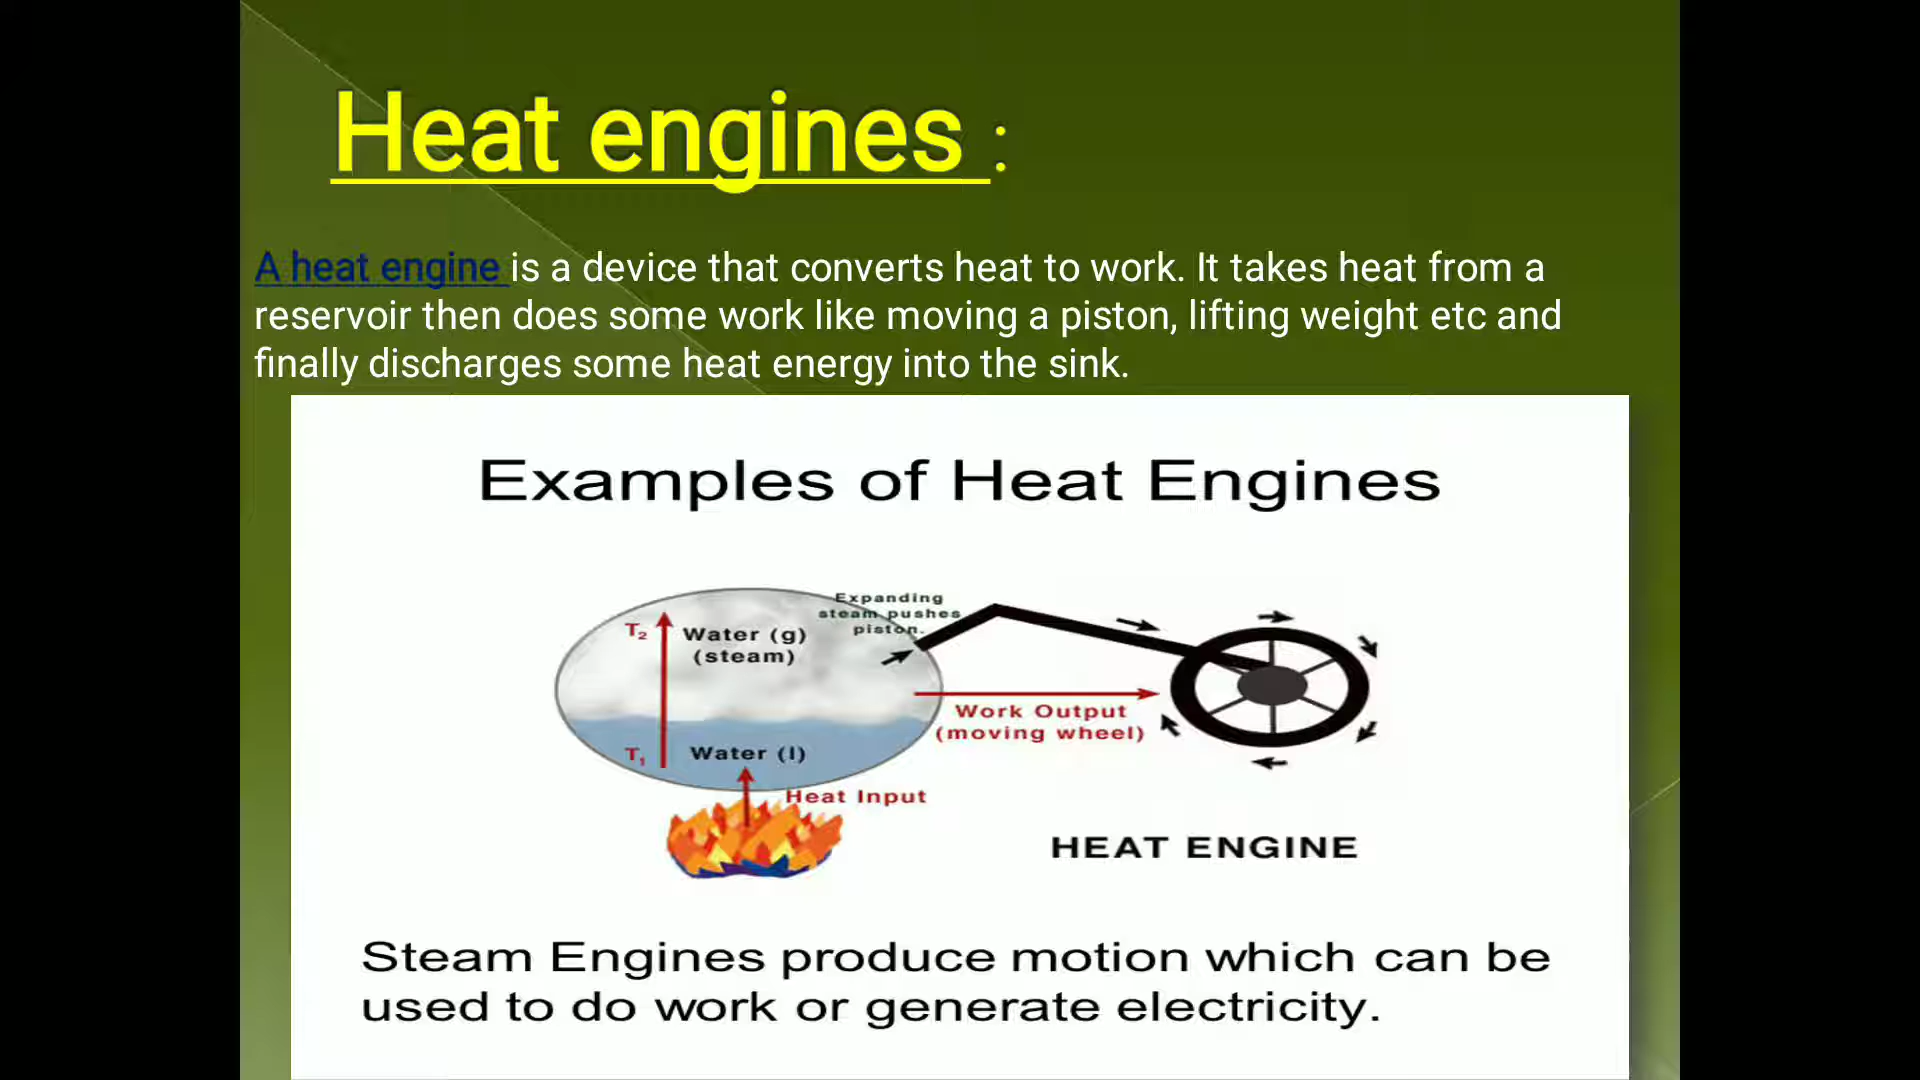 Heat engines :
A heat engine is a device that converts heat to work. It takes heat from a
reservoir then does some work like moving a piston, lifting weight etc and
finally discharges some heat energy into the sink.
Examples of Heat Engines
Expanding
steam pushes
piston.
T₂
Water (g)
(steam)
Work Output
(moving wheel)
T₁
Water (l)
Heat Input
HEAT ENGINE
Steam Engines produce motion which can be
used to do work or generate electricity.